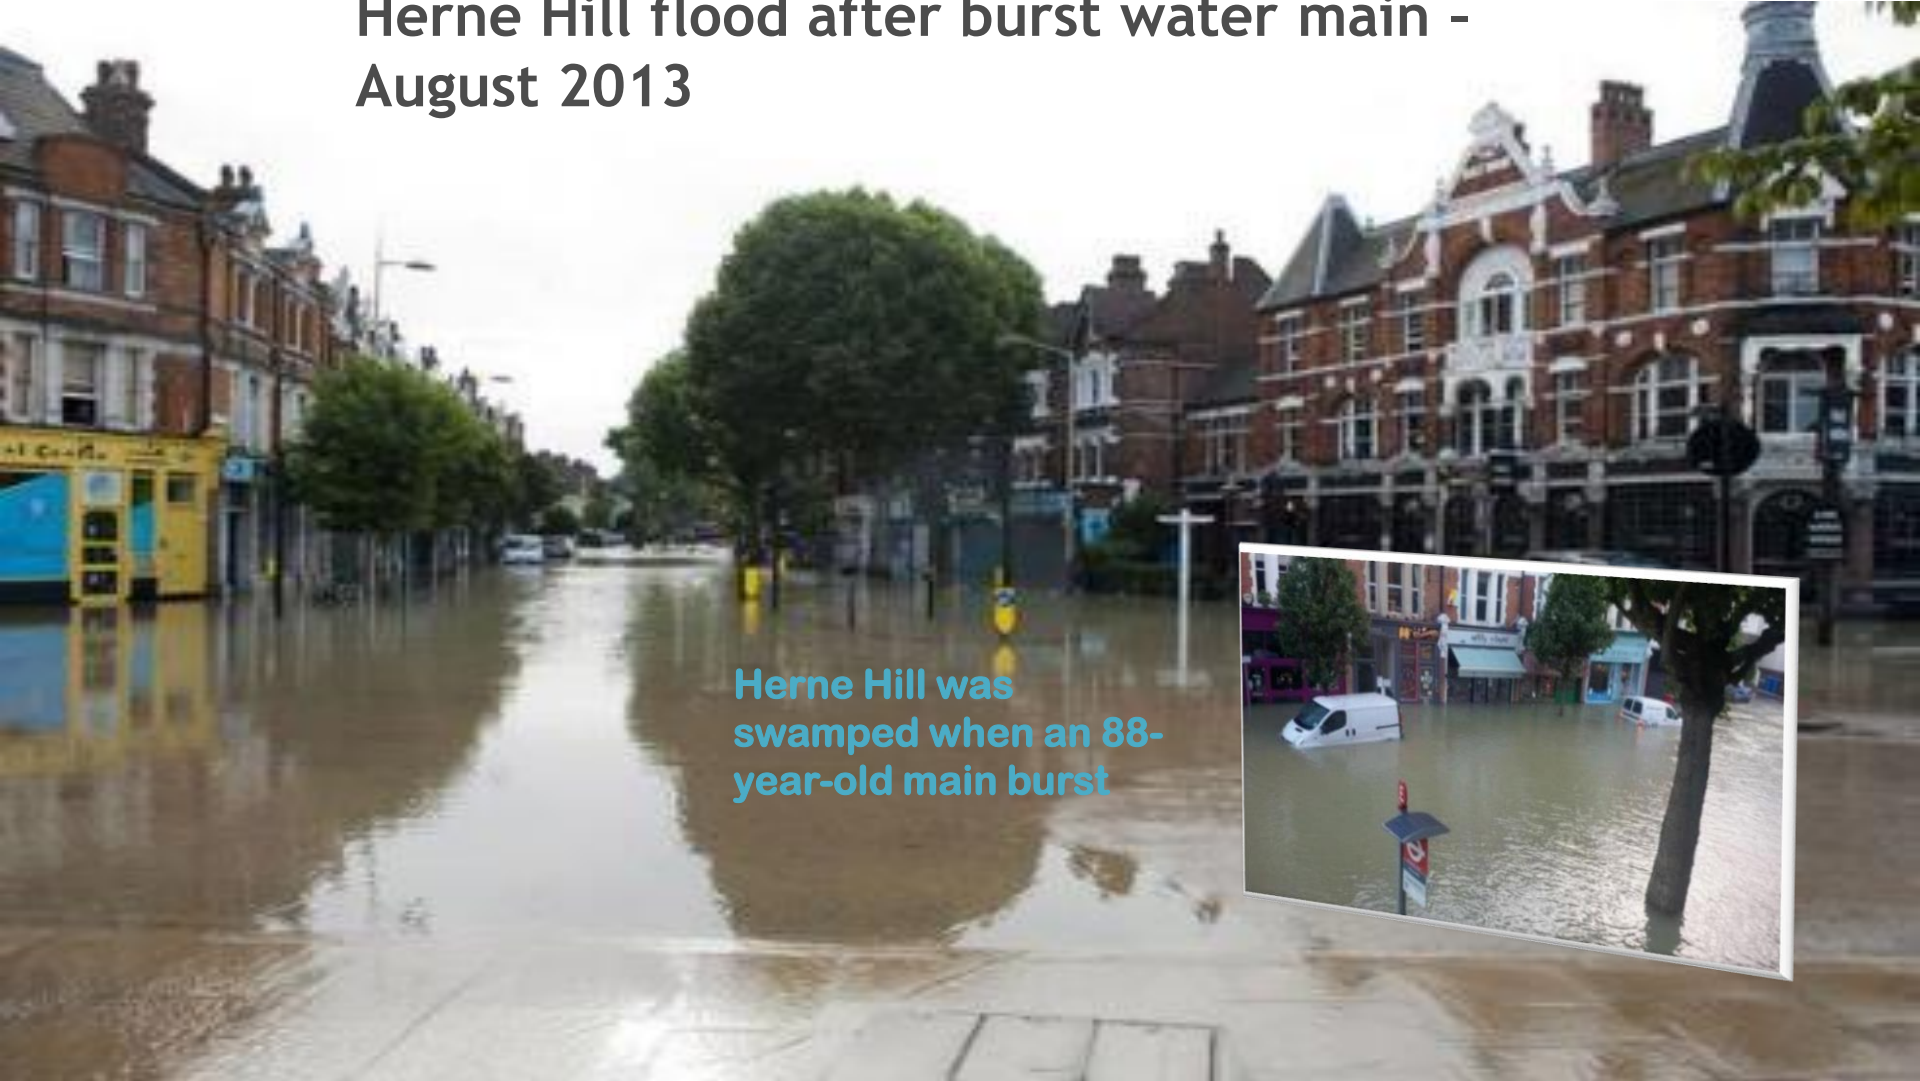 Herne Hill flood after burst water main –
August 2013
Herne Hill was
swamped when an 88-
year-old main burst